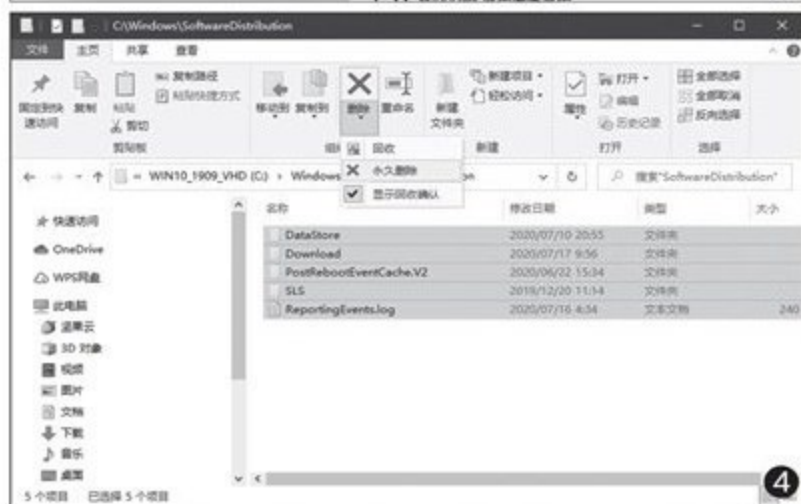 C:\Windows\SoftwareDistribution
文件 主页 共享 查看
固定到快速访问 复制 粘贴 复制路径 粘贴快捷方式 剪切
移动到 复制到 删除 重命名 新建文件夹 新建项目 轻松访问
属性 打开 编辑 历史记录 全部选择 全部取消 反向选择
剪贴板 组织 新建 打开 选择
回收
永久删除
显示回收确认
WIN10_1909_VHD (C:) › Windows on 搜索"SoftwareDistribution"
名称 修改日期 类型 大小
快速访问
OneDrive
WPS网盘
此电脑
坚果云
3D 对象
视频
图片
文档
下载
音乐
桌面
DataStore 2020/07/10 20:55 文件夹
Download 2020/07/17 9:56 文件夹
PostRebootEventCache.V2 2020/06/22 15:34 文件夹
SLS 2019/12/20 11:14 文件夹
ReportingEvents.log 2020/07/16 4:34 文本文档 240
5 个项目 已选择 5 个项目
4